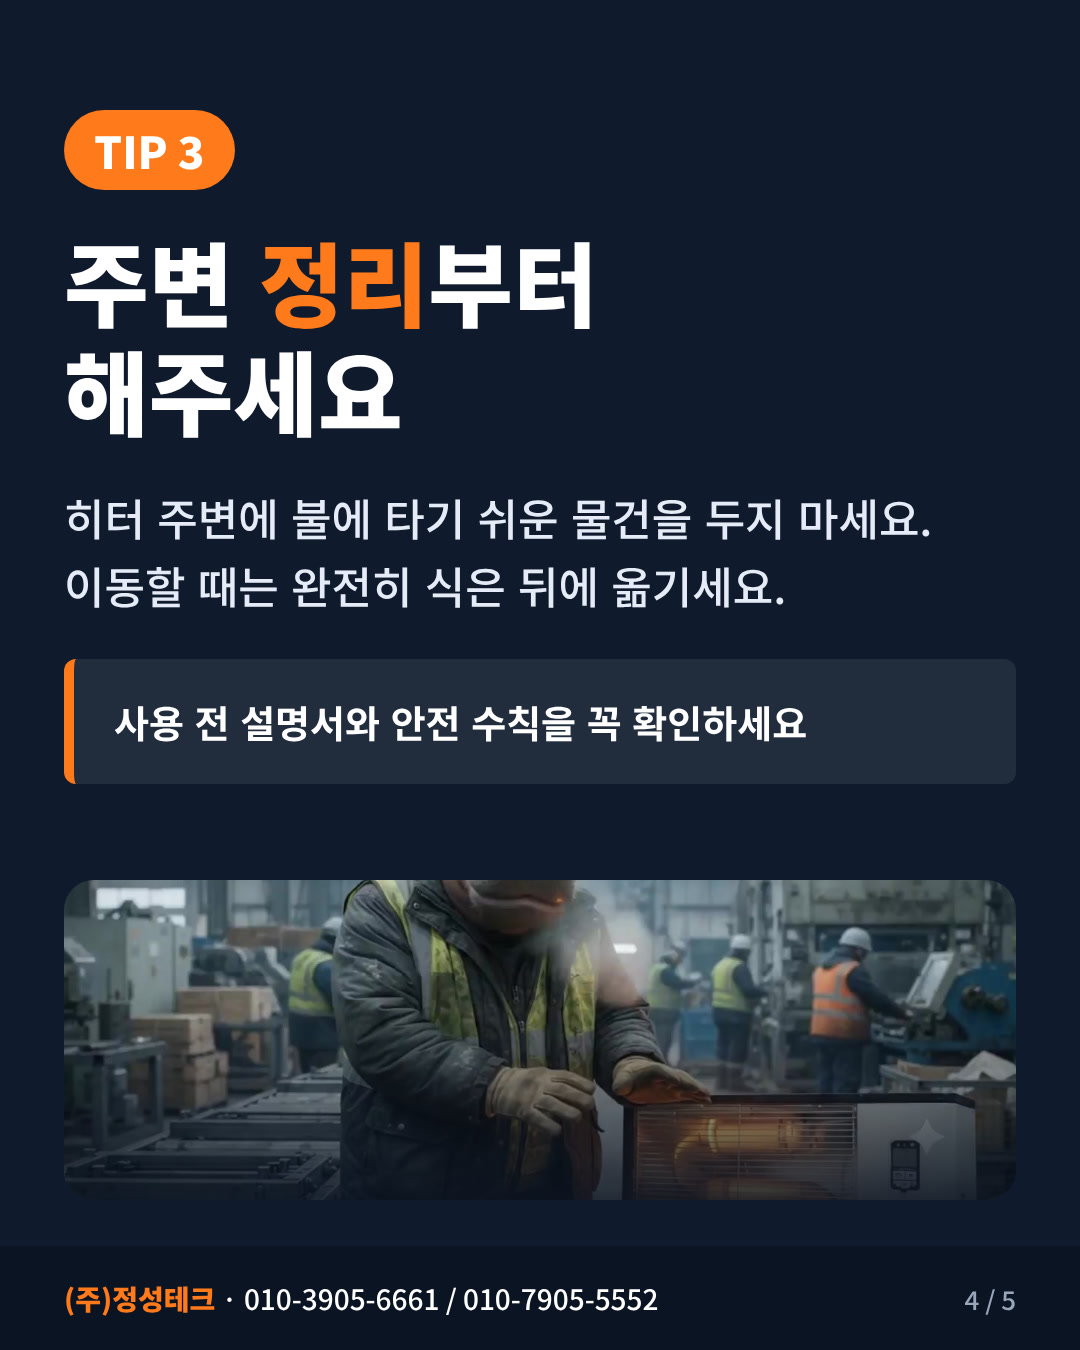 TIP 3
주변 정리부터
해주세요
히터 주변에 불에 타기 쉬운 물건을 두지 마세요.
이동할 때는 완전히 식은 뒤에 옮기세요.
사용 전 설명서와 안전 수칙을 꼭 확인하세요
(주)정성테크 · 010-3905-6661 / 010-7905-5552
4 / 5